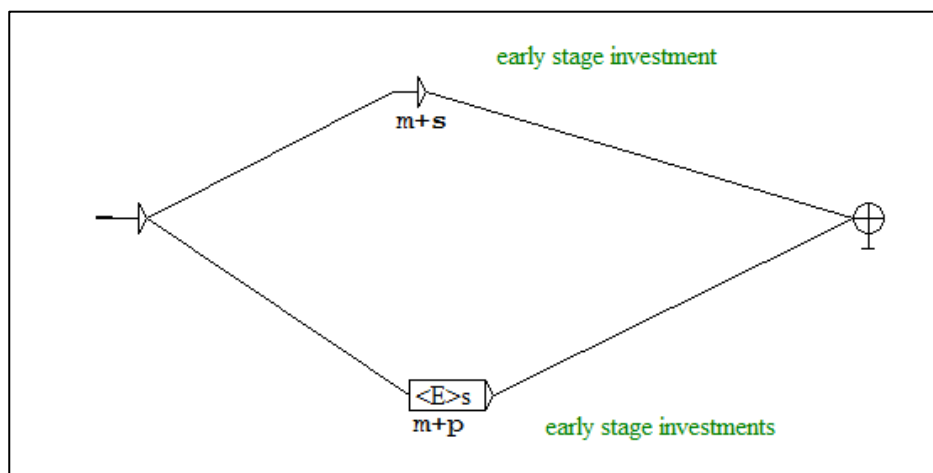 early stage investment
m+s
<E>s
m+p
early stage investments